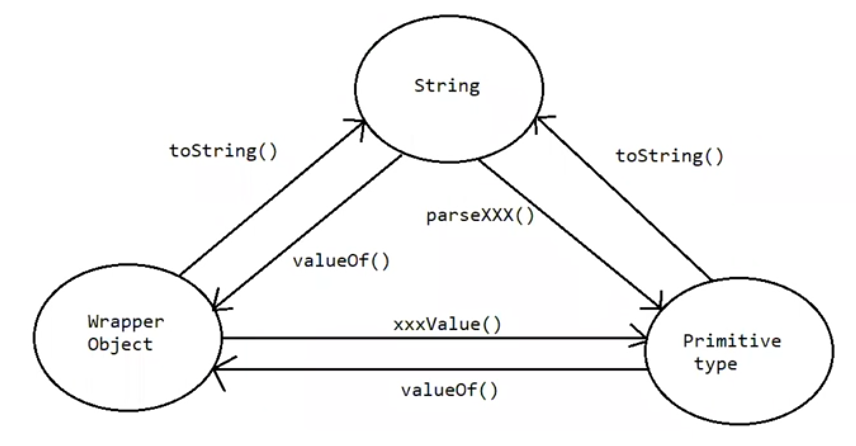 String
toString()
toString()
parseXXX()
valueOf()
Wrapper
Object
xxxValue()
Primitive
type
valueOf()